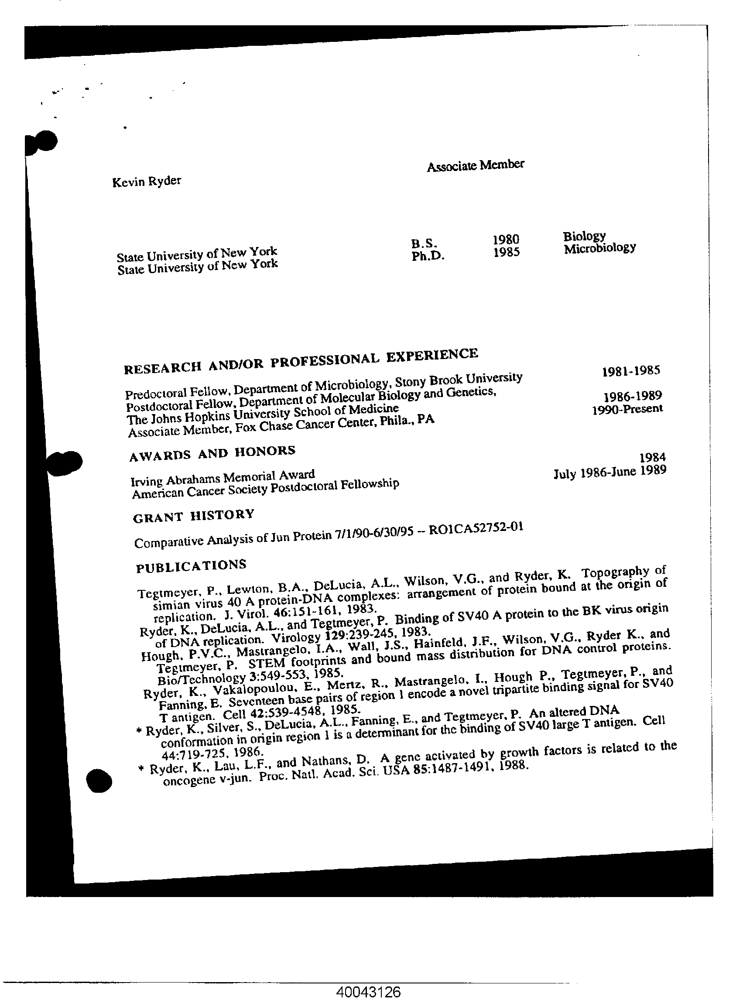 Kevin Ryder
Associate Member
State University of New York B.S. 1980 Biology
State University of New York Ph.D. 1985 Microbiology
RESEARCH AND/OR PROFESSIONAL EXPERIENCE
Predoctoral Fellow, Department of Microbiology, Stony Brook University 1981-1985
Postdoctoral Fellow, Department of Molecular Biology and Genetics,
The Johns Hopkins University School of Medicine 1986-1989
Associate Member, Fox Chase Cancer Center, Phila., PA 1990-Present
AWARDS AND HONORS
Irving Abrahams Memorial Award 1984
American Cancer Society Postdoctoral Fellowship July 1986-June 1989
GRANT HISTORY
Comparative Analysis of Jun Protein 7/1/90-6/30/95 -- RO1CA52752-01
PUBLICATIONS
Tegtmeyer, P., Lewton, B.A., DeLucia, A.L., Wilson, V.G., and Ryder, K. Topography of
simian virus 40 A protein-DNA complexes: arrangement of protein bound at the origin of
replication. J. Virol. 46:151-161, 1983.
Ryder, K., DeLucia, A.L., and Tegtmeyer, P. Binding of SV40 A protein to the BK virus origin
of DNA replication. Virology 129:239-245, 1983.
Hough, P.V.C., Mastrangelo, I.A., Wall, J.S., Hainfeld, J.F., Wilson, V.G., Ryder K., and
Tegtmeyer, P. STEM footprints and bound mass distribution for DNA control proteins.
Bio/Technology 3:549-553, 1985.
Ryder, K., Vakalopoulou, E., Mertz, R., Mastrangelo, I., Hough P., Tegtmeyer, P., and
Fanning, E. Seventeen base pairs of region 1 encode a novel tripartite binding signal for SV40
T antigen. Cell 42:539-4548, 1985.
* Ryder, K., Silver, S., DeLucia, A.L., Fanning, E., and Tegtmeyer, P. An altered DNA
conformation in origin region 1 is a determinant for the binding of SV40 large T antigen. Cell
44:719-725, 1986.
* Ryder, K., Lau, L.F., and Nathans, D. A gene activated by growth factors is related to the
oncogene v-jun. Proc. Natl. Acad. Sci. USA 85:1487-1491, 1988.
40043126